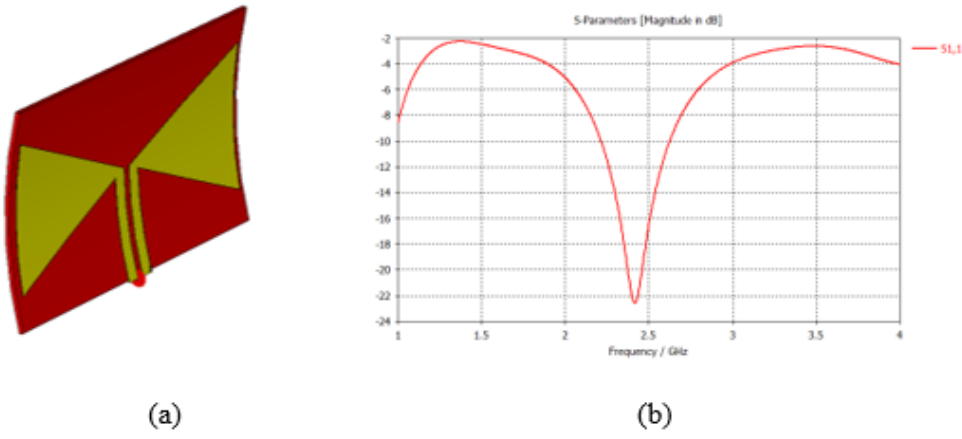 S-Parameters [Magnitude in dB]
-2
-4
-6
-8
-10
-12
-14
-16
-18
-20
-22
-24
1 1.5 2 2.5 3 3.5 4
Frequency / GHz
S1,1
(a) (b)